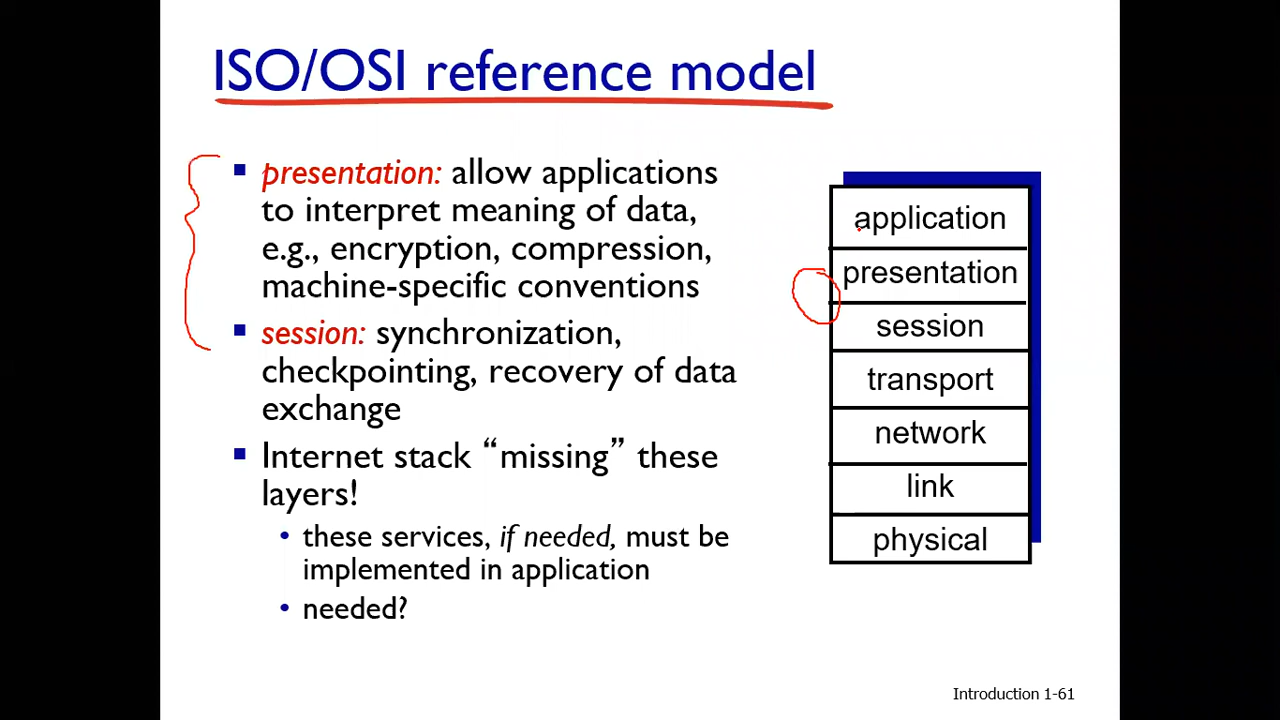 ISO/OSI reference model
presentation: allow applications
to interpret meaning of data,
e.g., encryption, compression,
machine-specific conventions
session: synchronization,
checkpointing, recovery of data
exchange
Internet stack “missing” these
layers!
these services, if needed, must be
implemented in application
needed?
application
presentation
session
transport
network
link
physical
Introduction 1-61